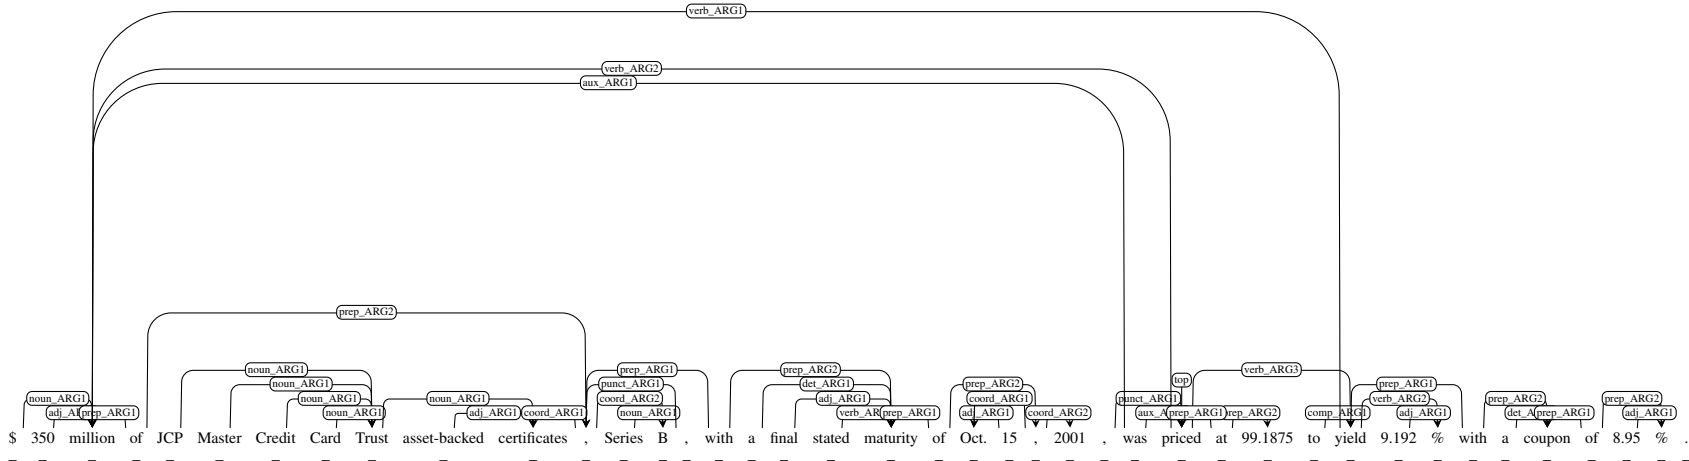 verb_ARG1
verb_ARG2
aux_ARG1
prep_ARG2
noun_ARG1 prep_ARG1 prep_ARG2 verb_ARG3
top
noun_ARG1 punct_ARG1 det_ARG1 prep_ARG2 prep_ARG1
noun_ARG1 noun_ARG1 noun_ARG1 coord_ARG2 adj_ARG1 coord_ARG1 punct_ARG1 verb_ARG2 prep_ARG2 prep_ARG2
prep_ARG1 noun_ARG1 adj_ARG1 coord_ARG1 noun_ARG1 prep_ARG1 adj_ARG1 coord_ARG2 prep_ARG1 prep_ARG2 comp_ARG1 adj_ARG1 prep_ARG1 adj_ARG1
$ 350 million of JCP Master Credit Card Trust asset-backed certificates , Series B , with a final stated maturity of Oct. 15 , 2001 , was priced at 99.1875 to yield 9.192 % with a coupon of 8.95 % .